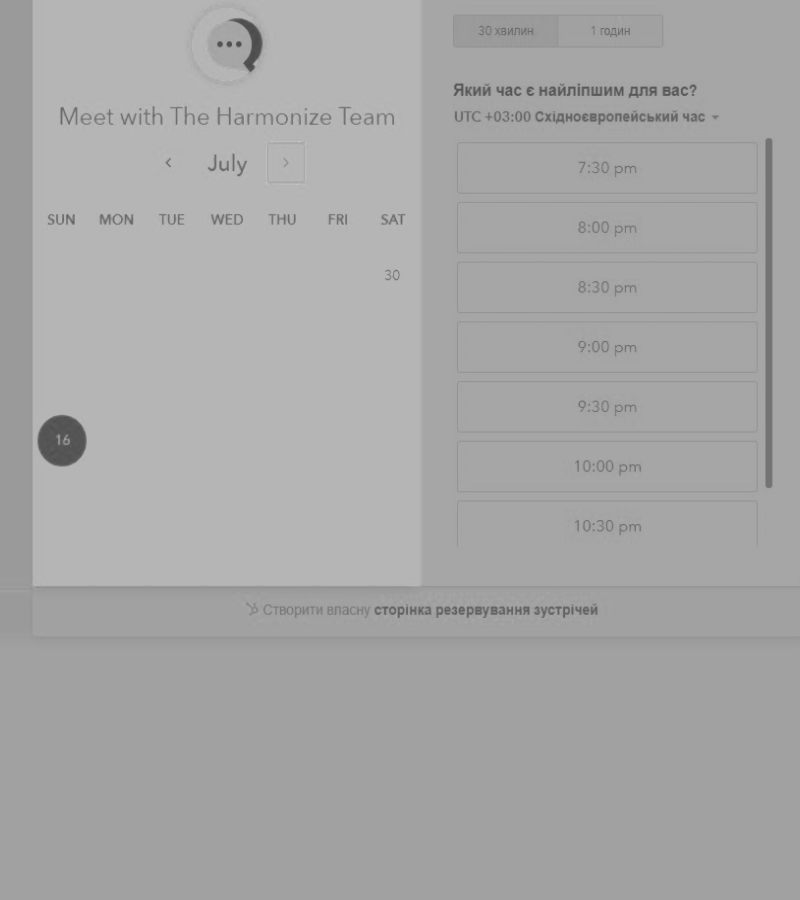 Meet with The Harmonize Team
July
SUN MON TUE WED THU FRI SAT
30
16
30 хвилин 1 годин
Який час є найліпшим для вас?
UTC +03:00 Східноєвропейський час
7:30 pm
8:00 pm
8:30 pm
9:00 pm
9:30 pm
10:00 pm
10:30 pm
Створити власну сторінка резервування зустрічей